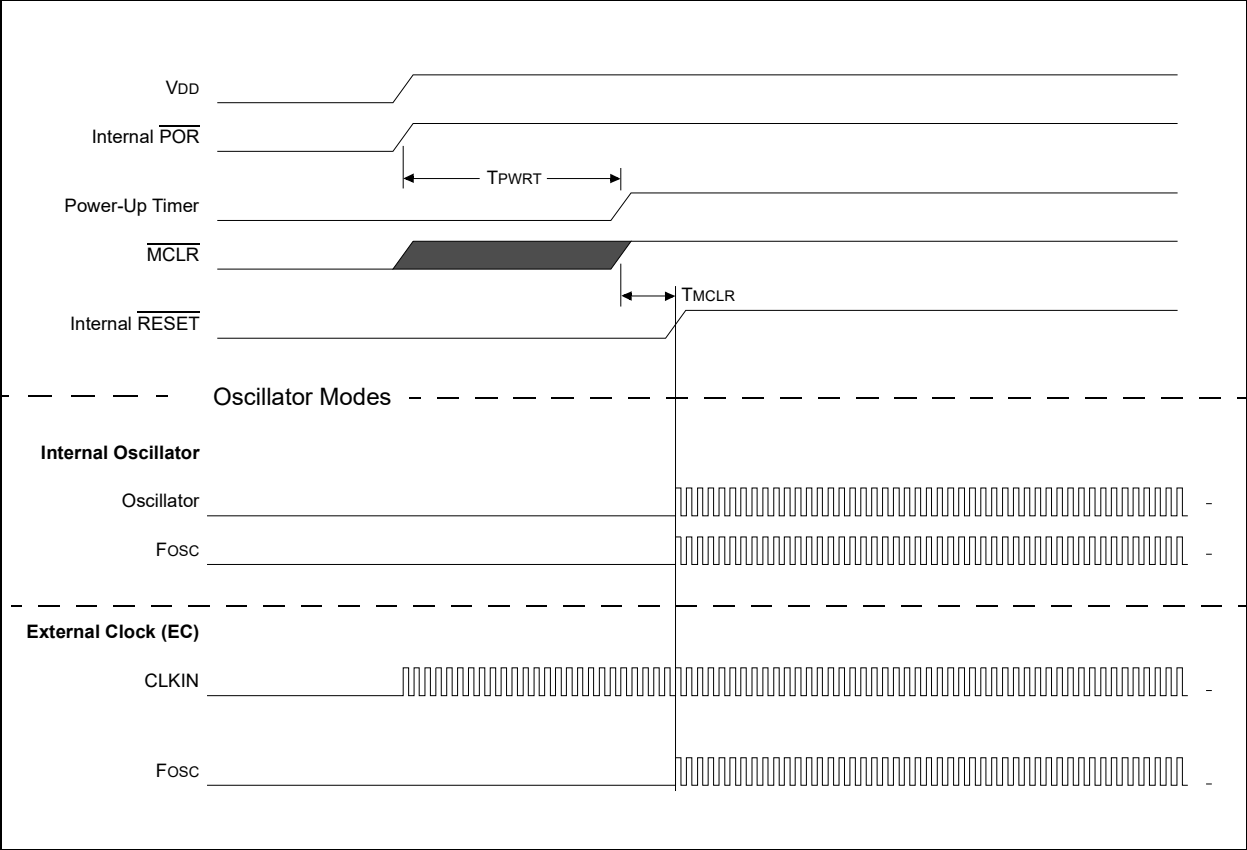 VDD
Internal POR
TPWRT
Power-Up Timer
MCLR
TMCLR
Internal RESET
Oscillator Modes
Internal Oscillator
Oscillator
FOSC
External Clock (EC)
CLKIN
FOSC